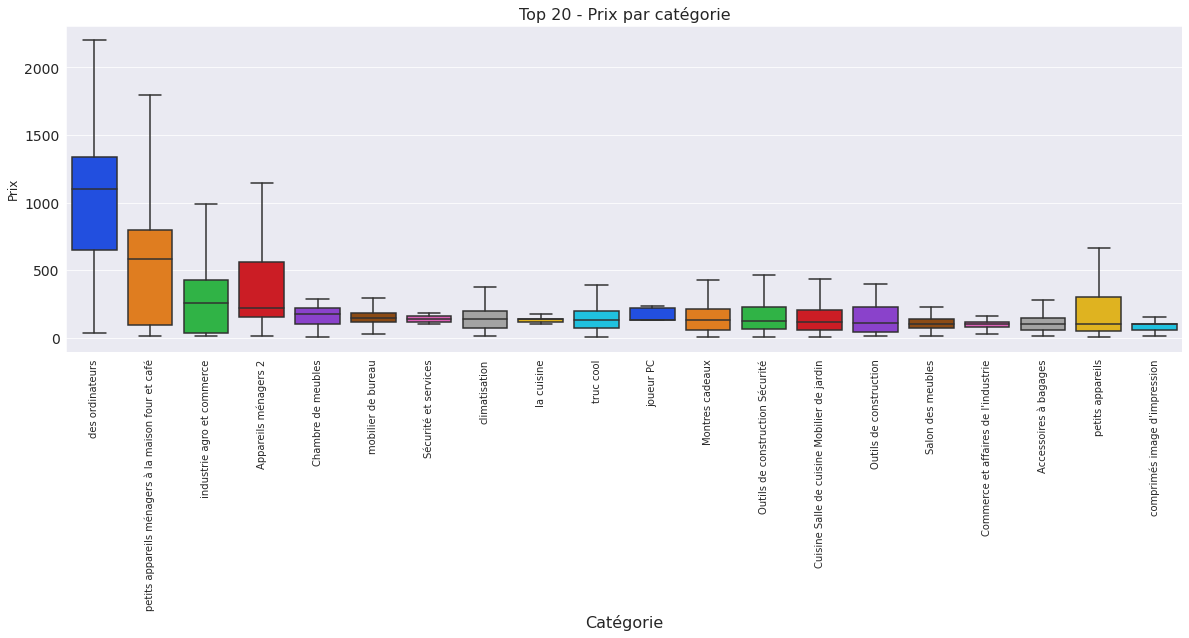 Top 20 - Prix par catégorie
Prix
2000
1500
1000
500
0
des ordinateurs
petits appareils ménagers à la maison four et café
industrie agro et commerce
Appareils ménagers 2
Chambre de meubles
mobilier de bureau
Sécurité et services
climatisation
la cuisine
truc cool
joueur PC
Montres cadeaux
Outils de construction Sécurité
Cuisine Salle de cuisine Mobilier de jardin
Outils de construction
Salon des meubles
Commerce et affaires de l'industrie
Accessoires à bagages
petits appareils
comprimés image d'impression
Catégorie